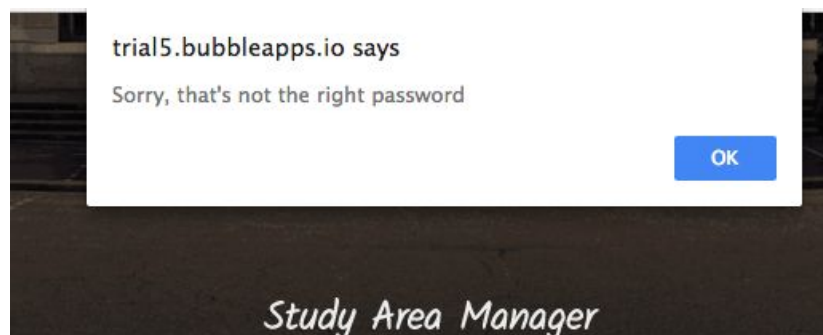 trial5.bubbleapps.io says
Sorry, that's not the right password
OK
Study Area Manager